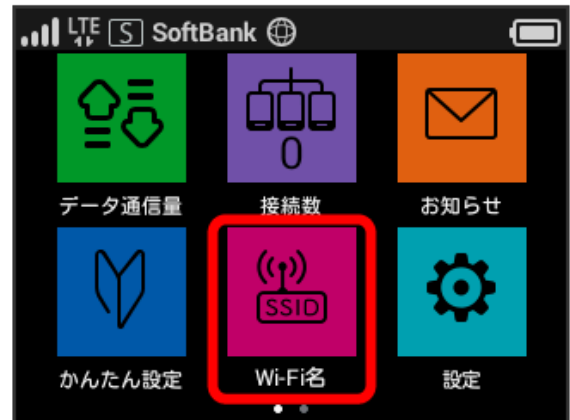 LTE S SoftBank
データ通信量 接続数 お知らせ
0
SSID
かんたん設定 Wi-Fi名 設定